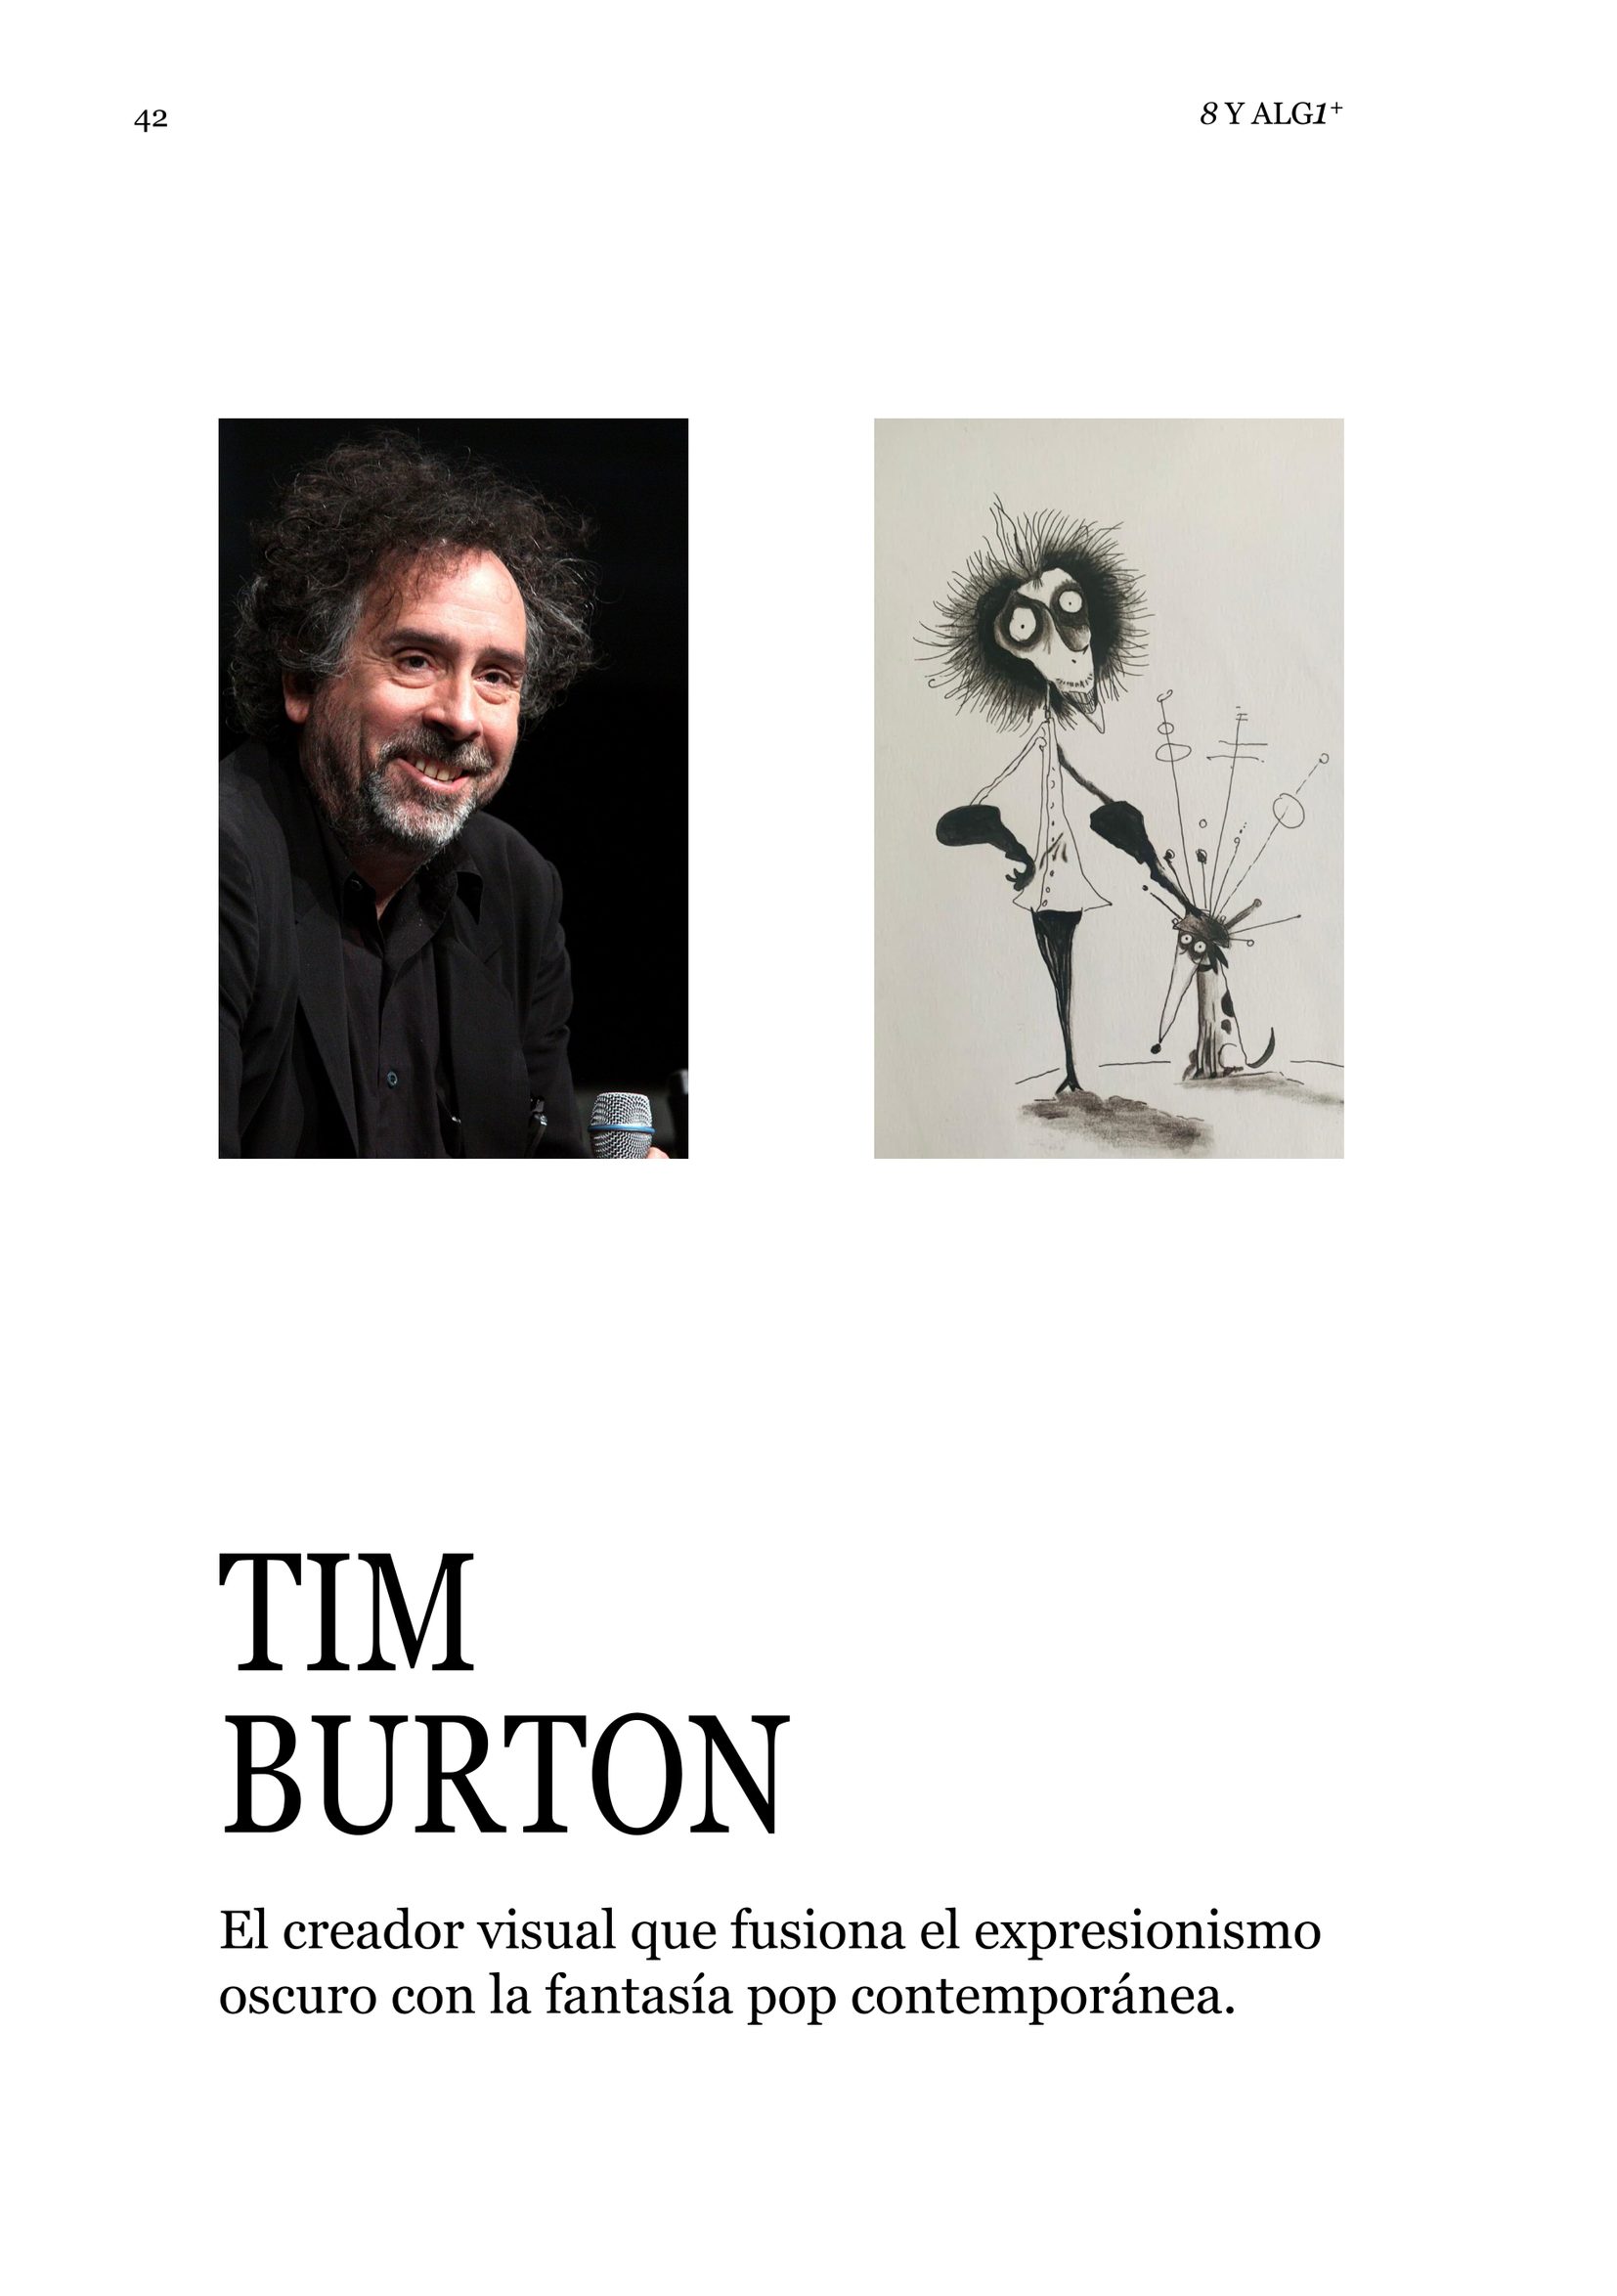 42
8 Y ALG1+
TIM
BURTON
El creador visual que fusiona el expresionismo
oscuro con la fantasía pop contemporánea.